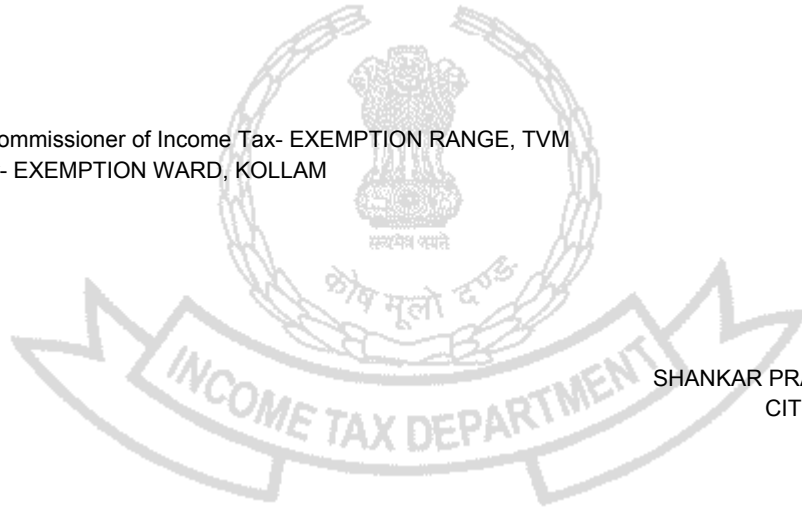 ommissioner of Income Tax- EXEMPTION RANGE, TVM
- EXEMPTION WARD, KOLLAM
सत्यमेव जयते
कोष मूलो दण्ड:
SHANKAR PRA
CIT
INCOME TAX DEPARTMENT